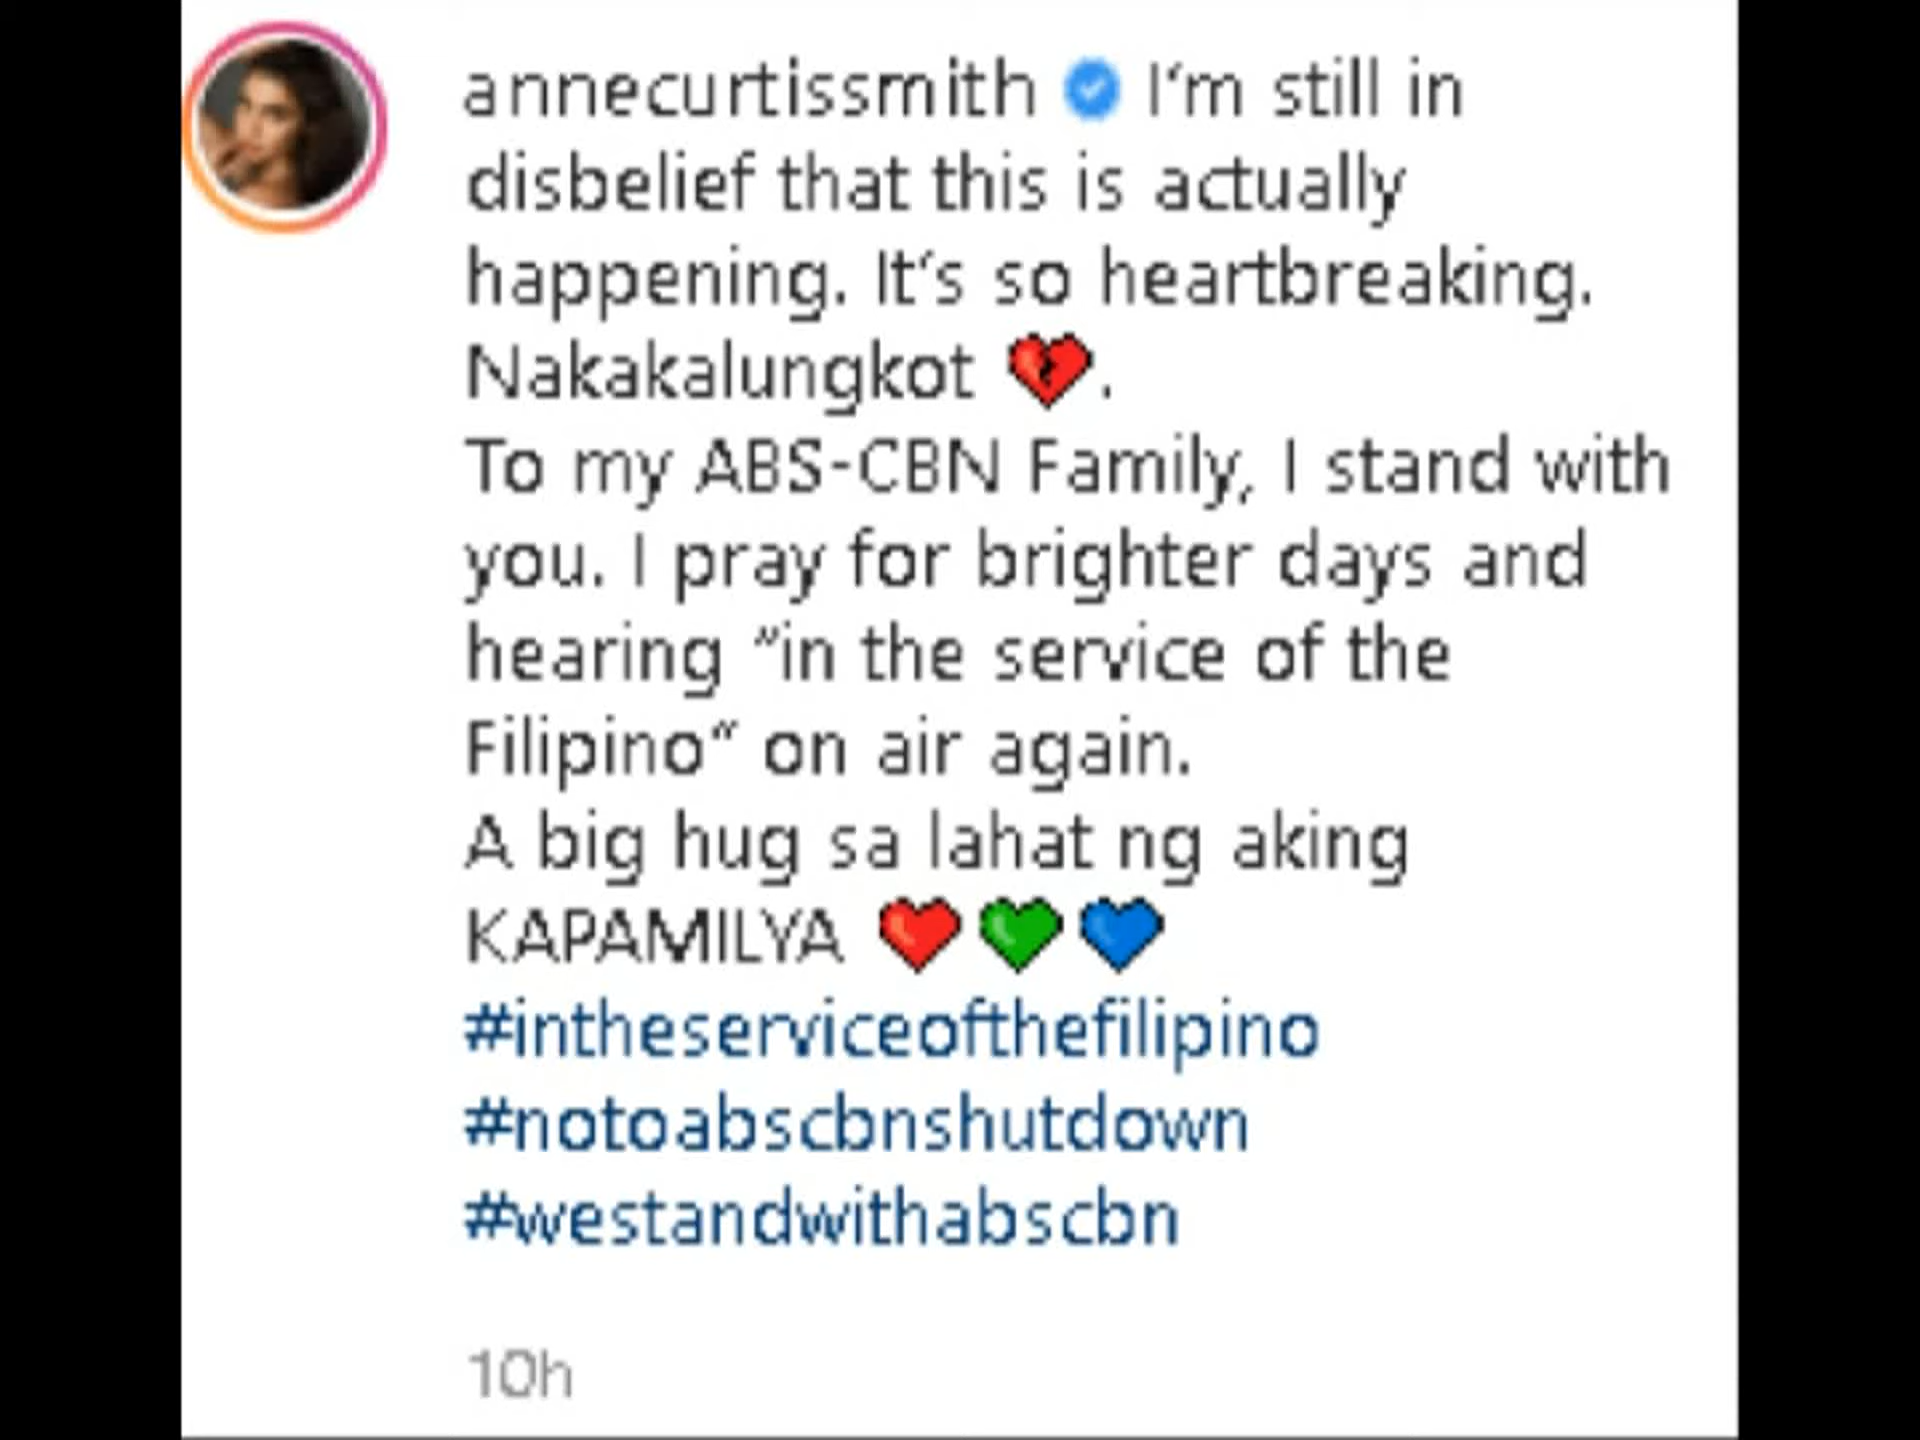 annecurtissmith I‘m still in
disbelief that this is actually
happening. It‘s so heartbreaking.
Nakakalungkot 💔.
To my ABS-CBN Family, I stand with
you. I pray for brighter days and
hearing “in the service of the
Filipino“ on air again.
A big hug sa lahat ng aking
KAPAMILYA ❤️💚💙
#intheserviceofthefilipino
#notoabscbnshutdown
#westandwithabscbn
10h